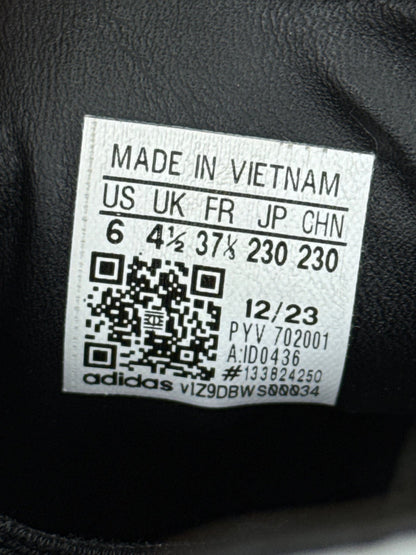 MADE IN VIETNAM
US UK FR JP CHN
6 4½ 37⅓ 230 230
12/23
PYV 702001
A:ID0436
#133824250
adidas vIZ9DBWS00034